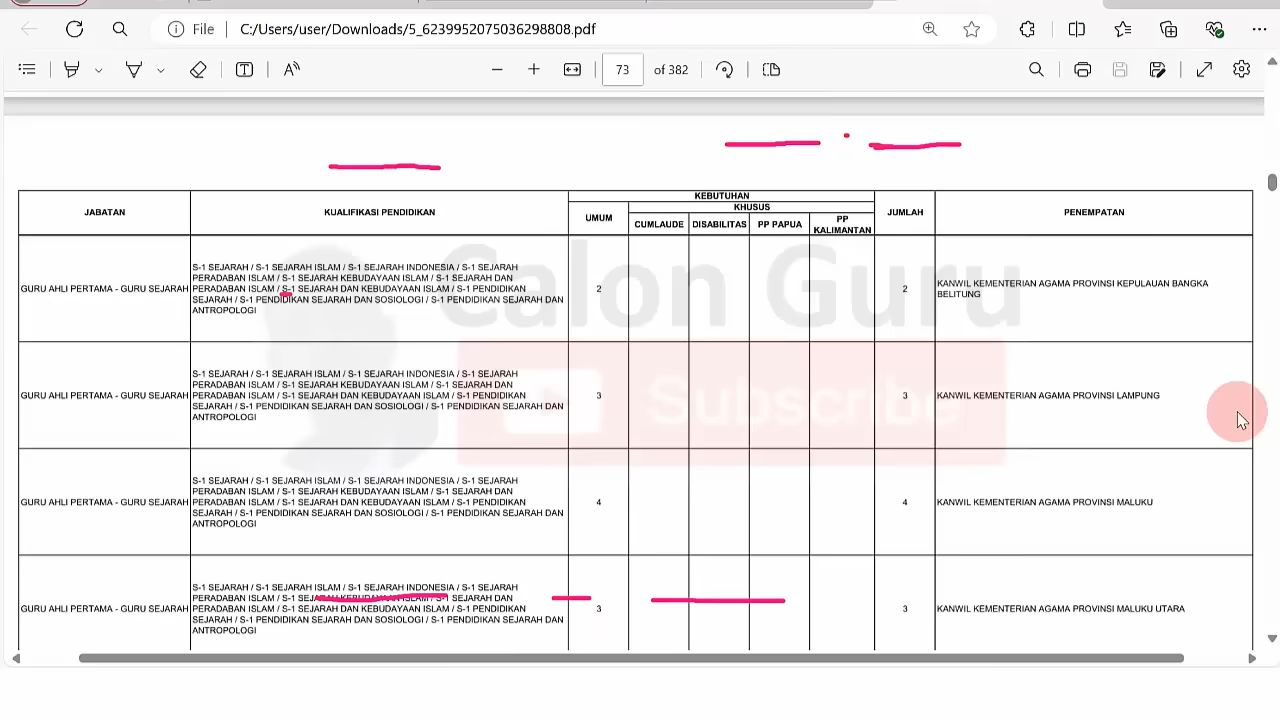 File
C:/Users/user/Downloads/5_6239952075036298808.pdf
73 of 382
JABATAN
KUALIFIKASI PENDIDIKAN
KEBUTUHAN
UMUM
KHUSUS
CUMLAUDE
DISABILITAS
PP PAPUA
PP
KALIMANTAN
JUMLAH
PENEMPATAN
GURU AHLI PERTAMA - GURU SEJARAH
S-1 SEJARAH / S-1 SEJARAH ISLAM / S-1 SEJARAH INDONESIA / S-1 SEJARAH
PERADABAN ISLAM / S-1 SEJARAH KEBUDAYAAN ISLAM / S-1 SEJARAH DAN
PERADABAN ISLAM / S-1 SEJARAH DAN KEBUDAYAAN ISLAM / S-1 PENDIDIKAN
SEJARAH / S-1 PENDIDIKAN SEJARAH DAN SOSIOLOGI / S-1 PENDIDIKAN SEJARAH DAN
ANTROPOLOGI
2
2
KANWIL KEMENTERIAN AGAMA PROVINSI KEPULAUAN BANGKA
BELITUNG
Calon Guru
GURU AHLI PERTAMA - GURU SEJARAH
S-1 SEJARAH / S-1 SEJARAH ISLAM / S-1 SEJARAH INDONESIA / S-1 SEJARAH
PERADABAN ISLAM / S-1 SEJARAH KEBUDAYAAN ISLAM / S-1 SEJARAH DAN
PERADABAN ISLAM / S-1 SEJARAH DAN KEBUDAYAAN ISLAM / S-1 PENDIDIKAN
SEJARAH / S-1 PENDIDIKAN SEJARAH DAN SOSIOLOGI / S-1 PENDIDIKAN SEJARAH DAN
ANTROPOLOGI
3
3
KANWIL KEMENTERIAN AGAMA PROVINSI LAMPUNG
Subscribe
GURU AHLI PERTAMA - GURU SEJARAH
S-1 SEJARAH / S-1 SEJARAH ISLAM / S-1 SEJARAH INDONESIA / S-1 SEJARAH
PERADABAN ISLAM / S-1 SEJARAH KEBUDAYAAN ISLAM / S-1 SEJARAH DAN
PERADABAN ISLAM / S-1 SEJARAH DAN KEBUDAYAAN ISLAM / S-1 PENDIDIKAN
SEJARAH / S-1 PENDIDIKAN SEJARAH DAN SOSIOLOGI / S-1 PENDIDIKAN SEJARAH DAN
ANTROPOLOGI
4
4
KANWIL KEMENTERIAN AGAMA PROVINSI MALUKU
GURU AHLI PERTAMA - GURU SEJARAH
S-1 SEJARAH / S-1 SEJARAH ISLAM / S-1 SEJARAH INDONESIA / S-1 SEJARAH
PERADABAN ISLAM / S-1 SEJARAH KEBUDAYAAN ISLAM / S-1 SEJARAH DAN
PERADABAN ISLAM / S-1 SEJARAH DAN KEBUDAYAAN ISLAM / S-1 PENDIDIKAN
SEJARAH / S-1 PENDIDIKAN SEJARAH DAN SOSIOLOGI / S-1 PENDIDIKAN SEJARAH DAN
ANTROPOLOGI
3
3
KANWIL KEMENTERIAN AGAMA PROVINSI MALUKU UTARA